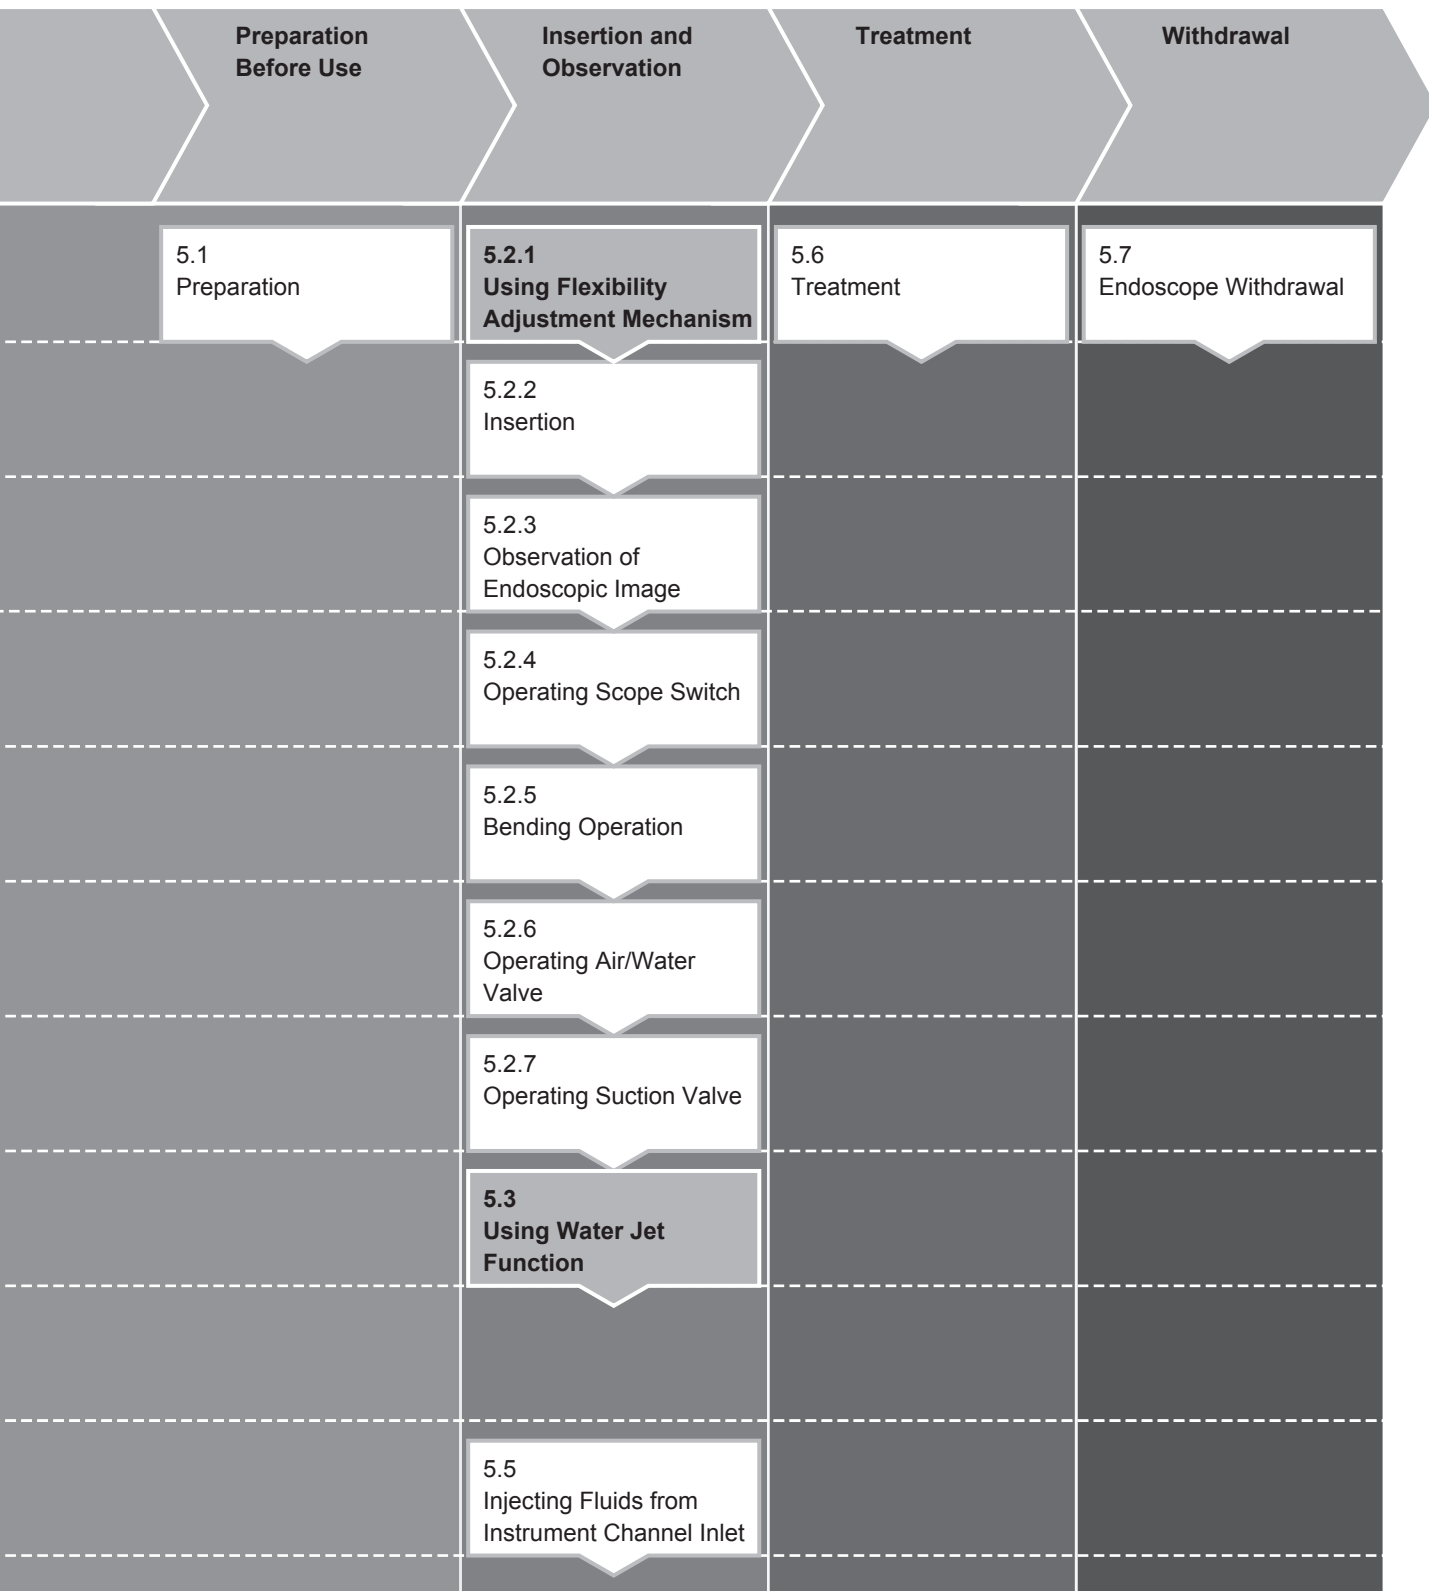 Preparation
Before Use
Insertion and
Observation
Treatment
Withdrawal
5.1
Preparation
5.2.1
Using Flexibility
Adjustment Mechanism
5.6
Treatment
5.7
Endoscope Withdrawal
5.2.2
Insertion
5.2.3
Observation of
Endoscopic Image
5.2.4
Operating Scope Switch
5.2.5
Bending Operation
5.2.6
Operating Air/Water
Valve
5.2.7
Operating Suction Valve
5.3
Using Water Jet
Function
5.5
Injecting Fluids from
Instrument Channel Inlet